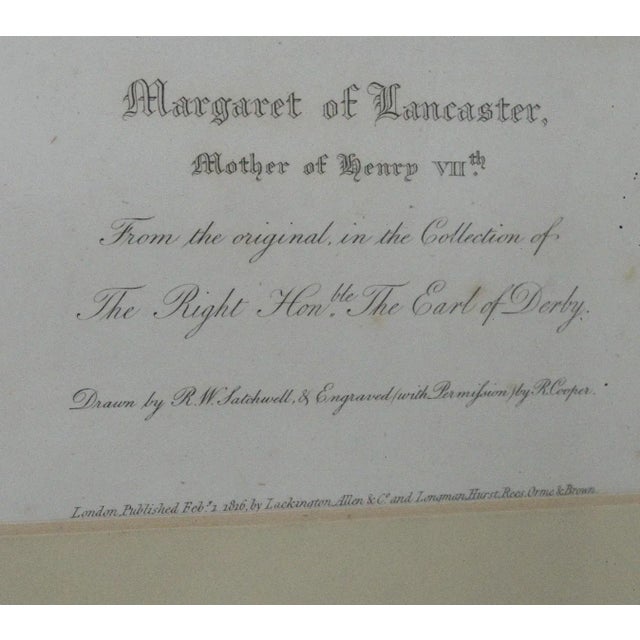 Margaret of Lancaster,
Mother of Henry VII.th
From the original, in the Collection of
The Right Hon.ble The Earl of Derby.
Drawn by R.W. Satchwell, & Engraved (with Permiſsion) by R. Cooper.
London, Published Feb.y 1. 1816, by Lackington, Allen & Co. and Longman, Hurst, Rees, Orme & Brown.